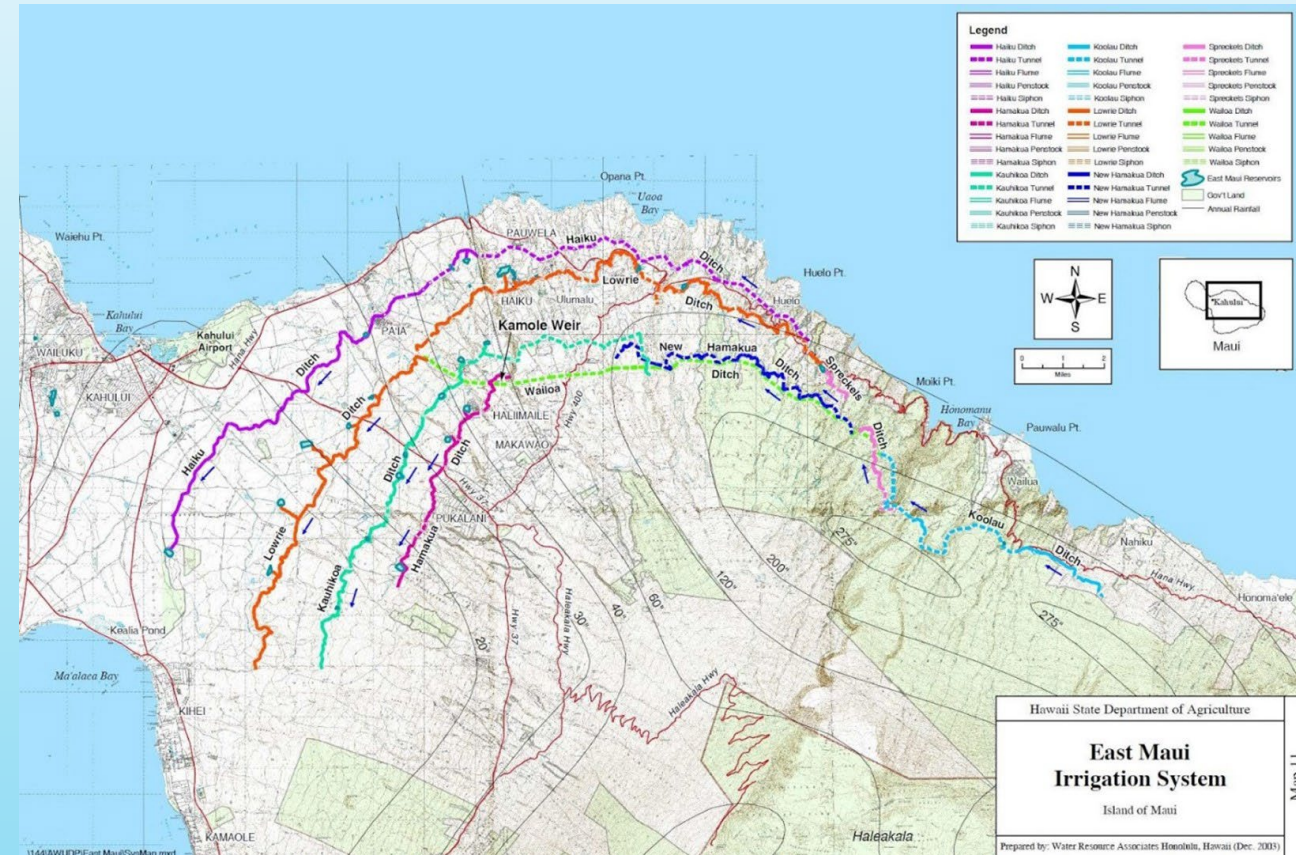 Legend
Haiku Ditch
Haiku Tunnel
Haiku Flume
Haiku Penstock
Haiku Siphon
Hamakua Ditch
Hamakua Tunnel
Hamakua Flume
Hamakua Penstock
Hamakua Siphon
Kauhikoa Ditch
Kauhikoa Tunnel
Kauhikoa Flume
Kauhikoa Penstock
Kauhikoa Siphon
Koolau Ditch
Koolau Tunnel
Koolau Flume
Koolau Penstock
Koolau Siphon
Lowrie Ditch
Lowrie Tunnel
Lowrie Flume
Lowrie Penstock
Lowrie Siphon
New Hamakua Ditch
New Hamakua Tunnel
New Hamakua Flume
New Hamakua Penstock
New Hamakua Siphon
Spreckels Ditch
Spreckels Tunnel
Spreckels Flume
Spreckels Penstock
Spreckels Siphon
Wailoa Ditch
Wailoa Tunnel
Wailoa Flume
Wailoa Penstock
Wailoa Siphon
East Maui Reservoirs
Gov't Land
Annual Rainfall
N
W E
S
0 1 2
Miles
Kahului
Maui
Opana Pt.
Uaoa
Bay
Waiehu Pt.
PAUWELA
Haiku
Ditch
Huelo Pt.
Huelo
Lowrie
Ditch
HAIKU
Ulumalu
Kahului
Bay
Kahului
Airport
Hana Hwy
PAIA
WAILUKU
KAHULUI
Kamole Weir
New
Hamakua
Ditch
Ditch
Wailoa
Spreckels
Ditch
Moiki Pt.
Honomanu
Bay
Pauwalu Pt.
Wailua
Ditch
Ditch
HALIIMAILE
Hwy 400
MAKAWAO
Ditch
Ditch
Haiku
Hwy 37
PUKALANI
Lowrie
Kauhikoa
Hamakua
Koolau
Ditch
Nahiku
Hana Hwy
Honoma'ele
275"
200"
120"
60"
40"
30"
20"
275"
Hwy 37
Haleakala Hwy
Haleakala Hwy
Kealia Pond
Ma'alaea Bay
KIHEI
KAMAOLE
Haleakala
Hawaii State Department of Agriculture
East Maui
Irrigation System
Island of Maui
Prepared by: Water Resource Associates Honolulu, Hawaii (Dec. 2003)